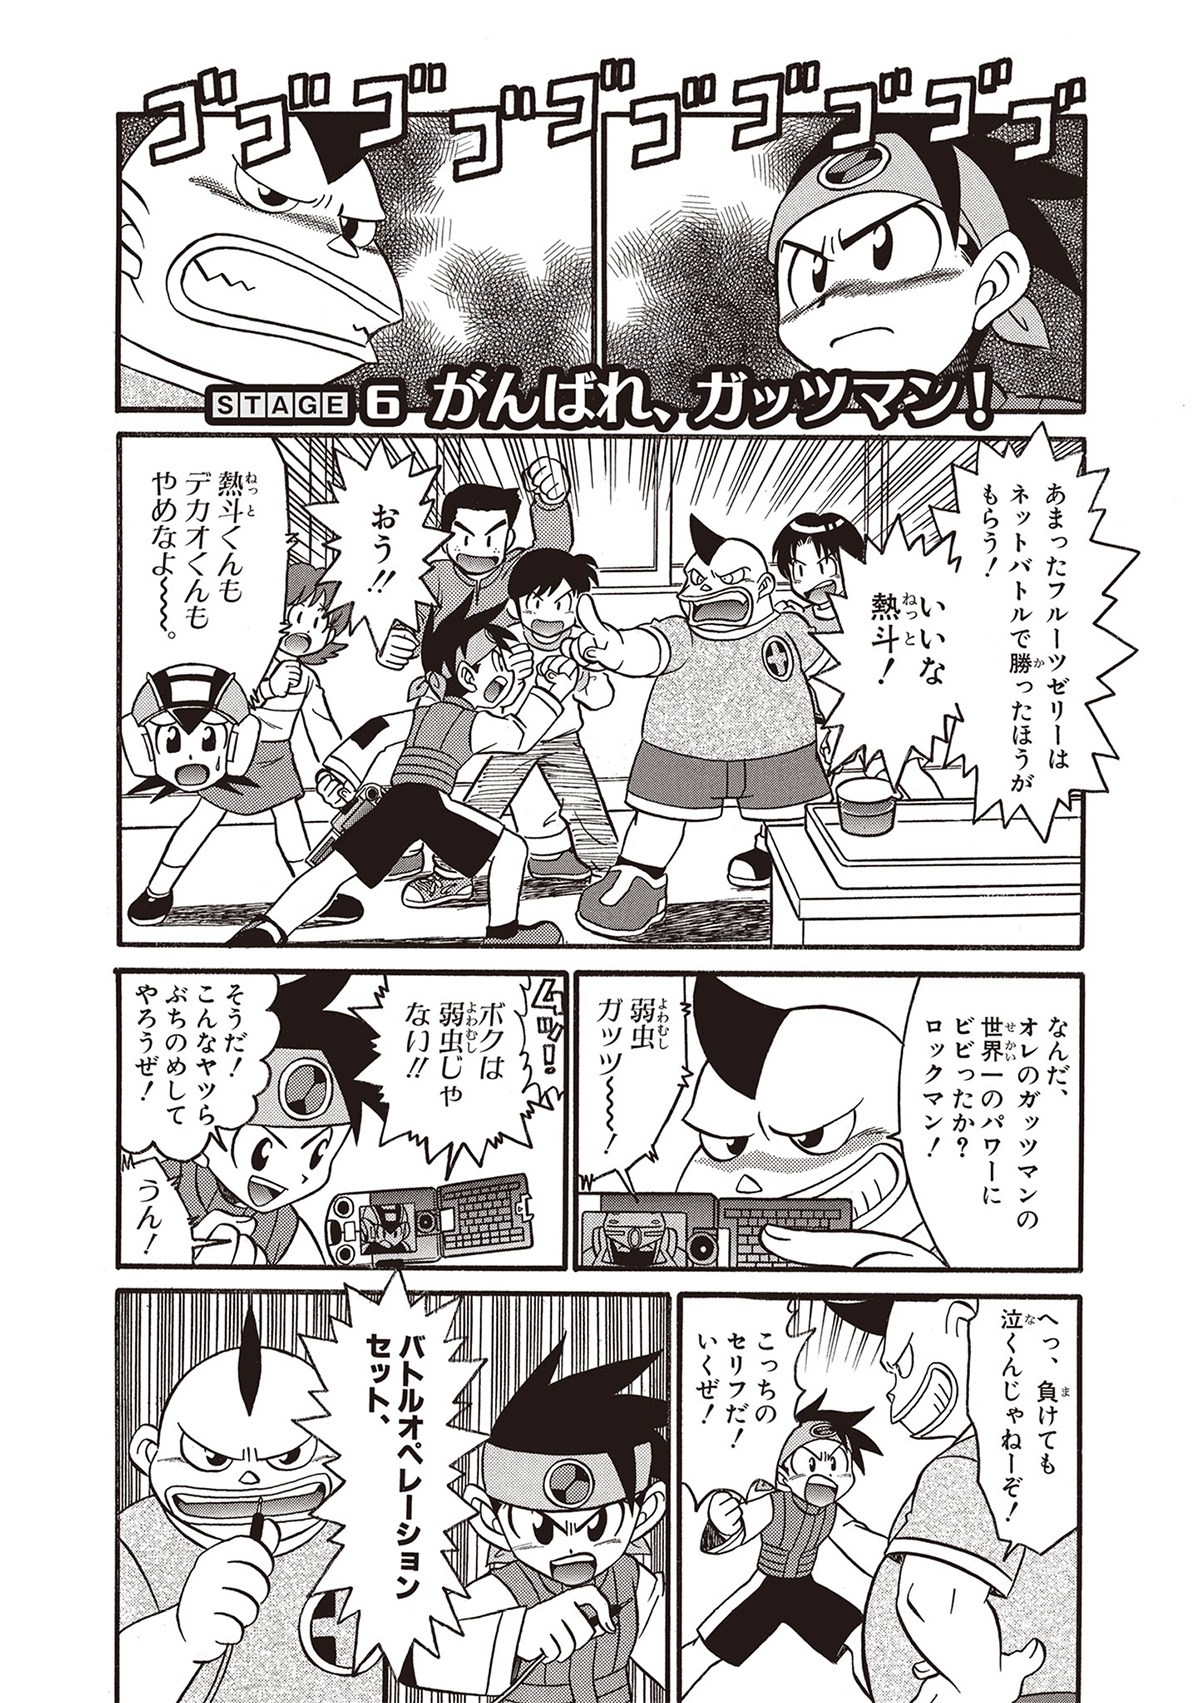 ゴゴゴゴゴゴゴゴゴ
STAGE 6 がんばれ、ガッツマン!
あまったフルーツゼリーは
ネットバトルで勝ったほうが
もらう!
いいな
熱斗!
おう!!
熱斗くんも
デカオくんも
やめなよ〜〜。
なんだ、
オレのガッツマンの
世界一のパワーに
ビビったか?
ロックマン!
弱虫
ガッツ〜〜!
ムッ!
ボクは
弱虫じゃ
ない!!
そうだ!
こんなヤツら
ぶちのめして
やろうぜ!
うん!
へっ、負けても
泣くんじゃねーぞ!
こっちの
セリフだ!
いくぜ!
バトルオペレーション
セット、